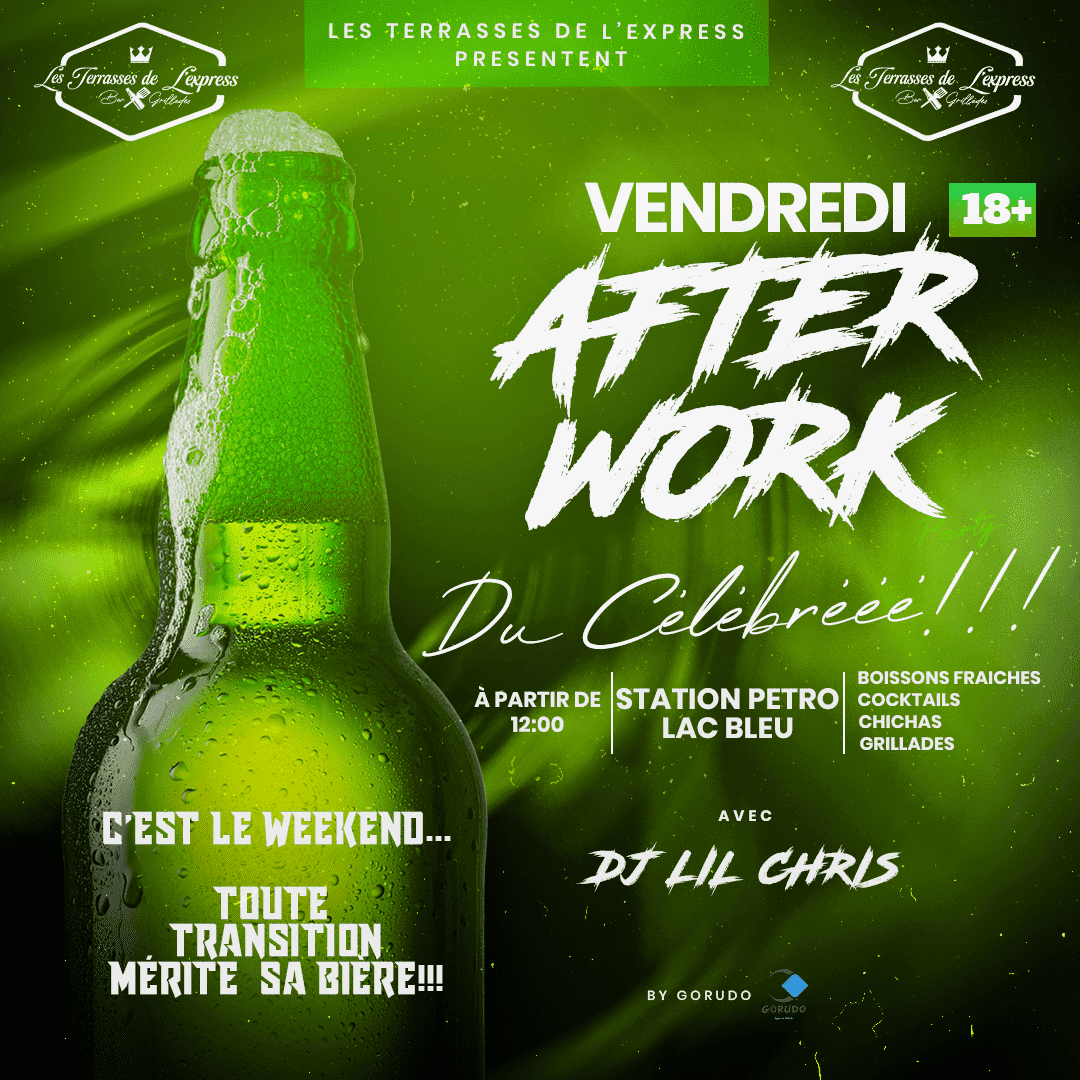 LES TERRASSES DE L'EXPRESS
PRESENTENT
Les Terrasses de L'express
Bar Grillades
Les Terrasses de L'express
Bar Grillades
VENDREDI
18+
AFTER
WORK
Party
Du Célébrééé!!!
À PARTIR DE
12:00
STATION PETRO
LAC BLEU
BOISSONS FRAICHES
COCKTAILS
CHICHAS
GRILLADES
C'EST LE WEEKEND...
TOUTE
TRANSITION
MÉRITE SA BIÈRE!!!
AVEC
DJ LIL CHRIS
BY GORUDO
GORUDO